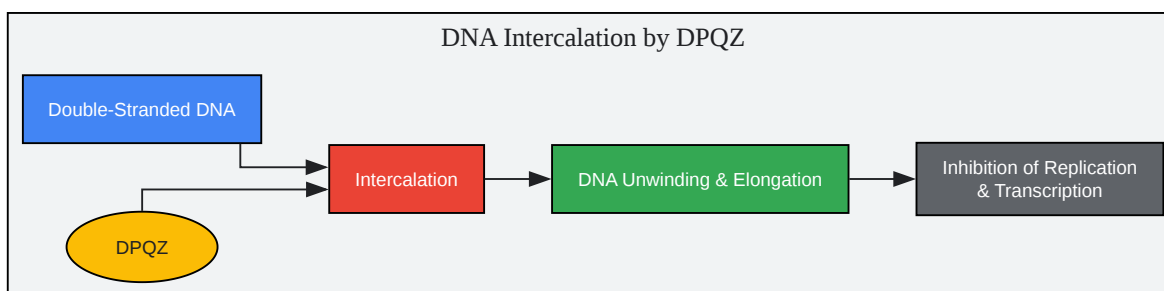 DNA Intercalation by DPQZ
Double-Stranded DNA
Intercalation
DNA Unwinding & Elongation
Inhibition of Replication
& Transcription
DPQZ